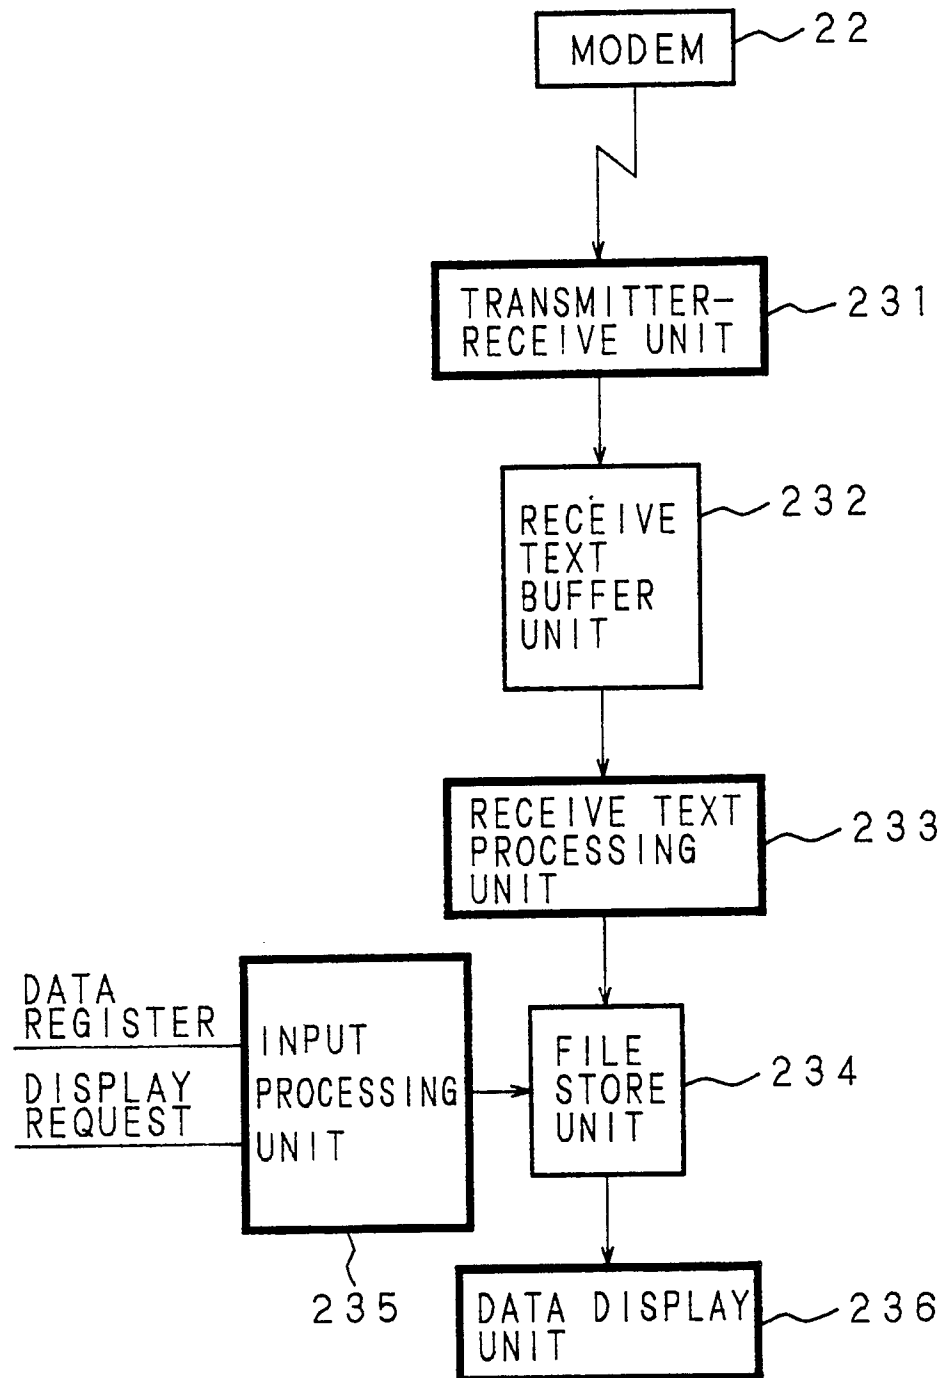 MODEM
22
TRANSMITTER-
RECEIVE UNIT
231
RECEIVE
TEXT
BUFFER
UNIT
232
RECEIVE TEXT
PROCESSING
UNIT
233
DATA
REGISTER
DISPLAY
REQUEST
INPUT
PROCESSING
UNIT
235
FILE
STORE
UNIT
234
DATA DISPLAY
UNIT
236